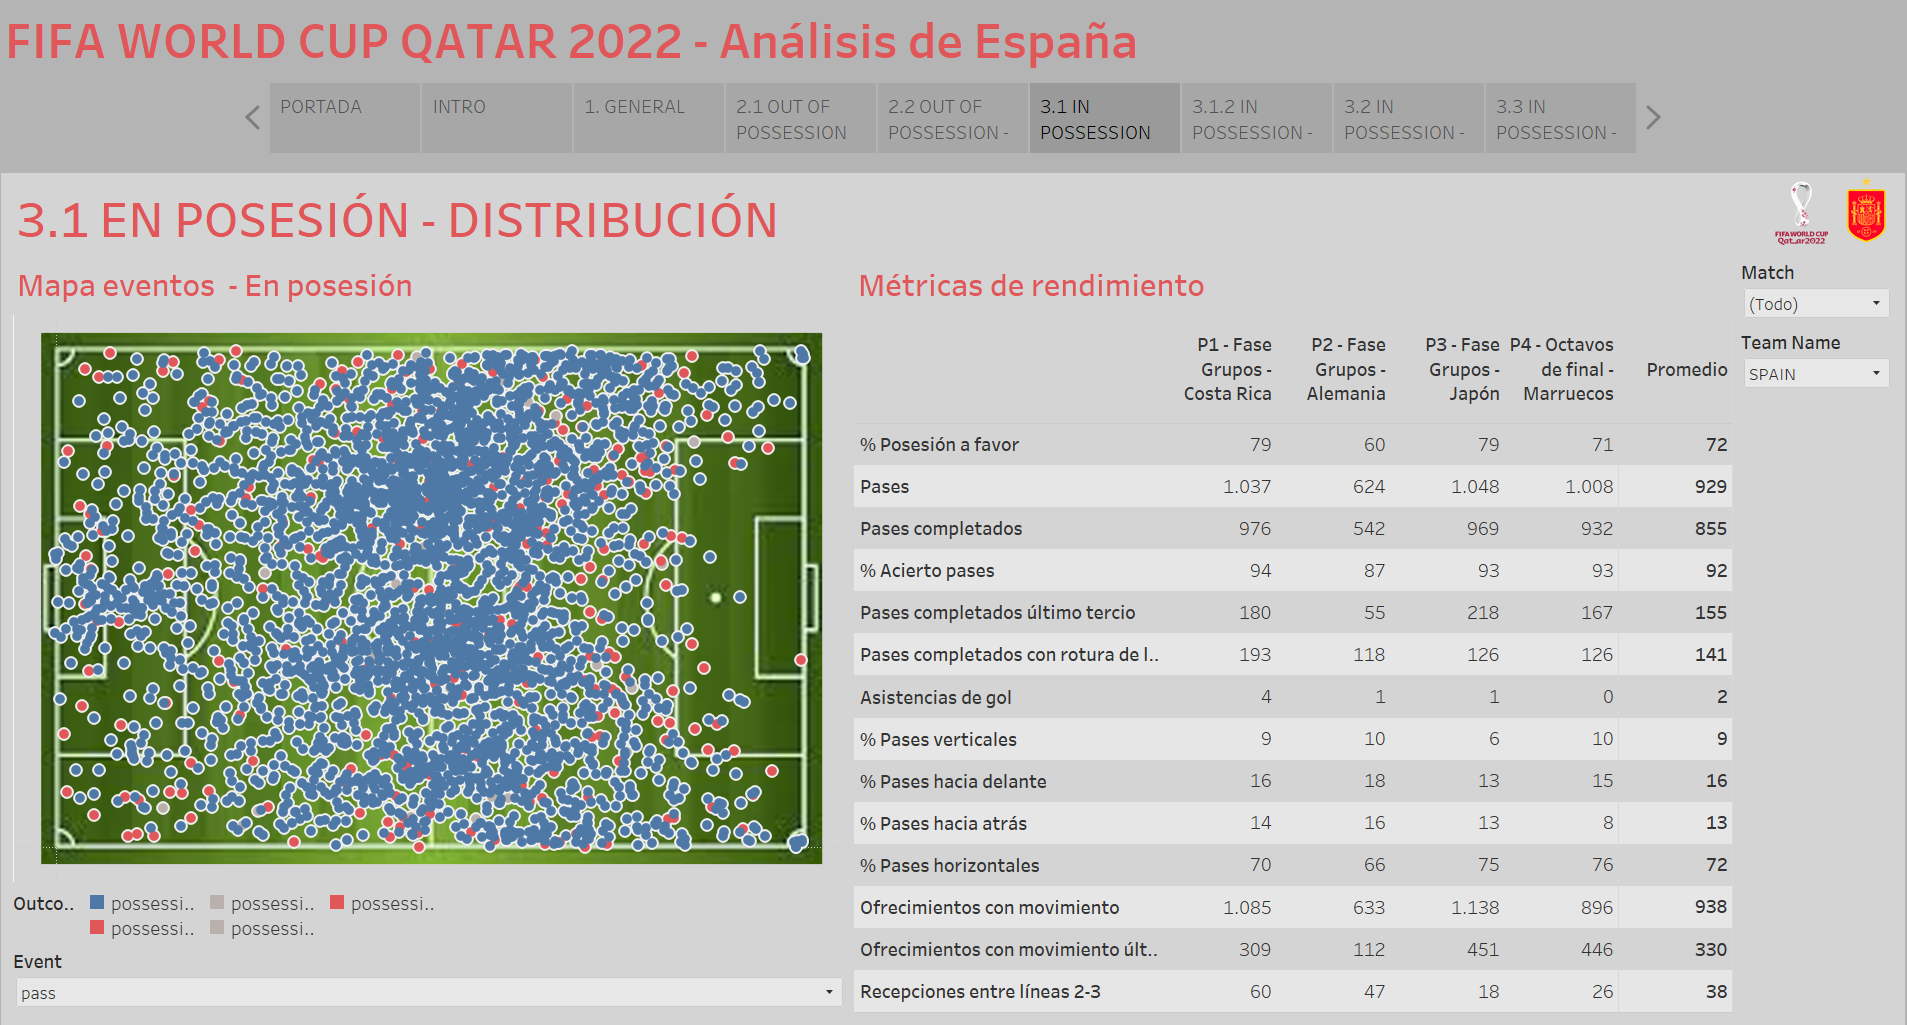 FIFA WORLD CUP QATAR 2022 - Análisis de España
PORTADA
INTRO
1. GENERAL
2.1 OUT OF
POSSESSION
2.2 OUT OF
POSSESSION -
3.1 IN
POSSESSION
3.1.2 IN
POSSESSION -
3.2 IN
POSSESSION -
3.3 IN
POSSESSION -
3.1 EN POSESIÓN - DISTRIBUCIÓN
FIFA WORLD CUP
Qatar2022
Mapa eventos - En posesión
Métricas de rendimiento
Match
(Todo)
Team Name
SPAIN
P1 - Fase
Grupos -
Costa Rica
P2 - Fase
Grupos -
Alemania
P3 - Fase
Grupos -
Japón
P4 - Octavos
de final -
Marruecos
Promedio
% Posesión a favor 79 60 79 71 72
Pases 1.037 624 1.048 1.008 929
Pases completados 976 542 969 932 855
% Acierto pases 94 87 93 93 92
Pases completados último tercio 180 55 218 167 155
Pases completados con rotura de l.. 193 118 126 126 141
Asistencias de gol 4 1 1 0 2
% Pases verticales 9 10 6 10 9
% Pases hacia delante 16 18 13 15 16
% Pases hacia atrás 14 16 13 8 13
% Pases horizontales 70 66 75 76 72
Ofrecimientos con movimiento 1.085 633 1.138 896 938
Ofrecimientos con movimiento últ.. 309 112 451 446 330
Recepciones entre líneas 2-3 60 47 18 26 38
Outco.. possessi.. possessi.. possessi..
possessi.. possessi..
Event
pass